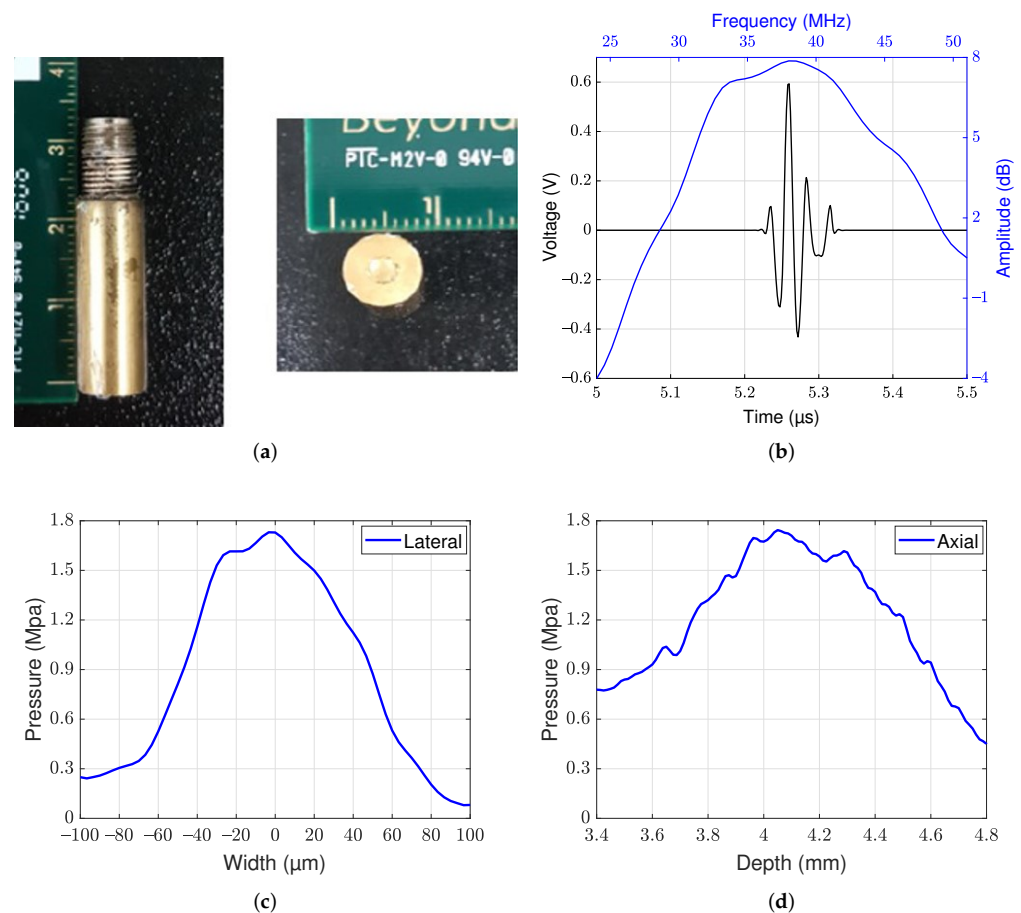 4
3
2
1
1808
PTC-M2V-0 94V-0
Beyond
PTC-M2V-0 94V-0
1
(a)
Frequency (MHz)
25 30 35 40 45 50
Voltage (V)
0.6
0.4
0.2
0
−0.2
−0.4
−0.6
Amplitude (dB)
8
5
2
−1
−4
5 5.1 5.2 5.3 5.4 5.5
Time (µs)
(b)
Pressure (Mpa)
1.8
1.5
1.2
0.9
0.6
0.3
0
Lateral
−100 −80 −60 −40 −20 0 20 40 60 80 100
Width (µm)
(c)
Pressure (Mpa)
1.8
1.5
1.2
0.9
0.6
0.3
0
Axial
3.4 3.6 3.8 4 4.2 4.4 4.6 4.8
Depth (mm)
(d)